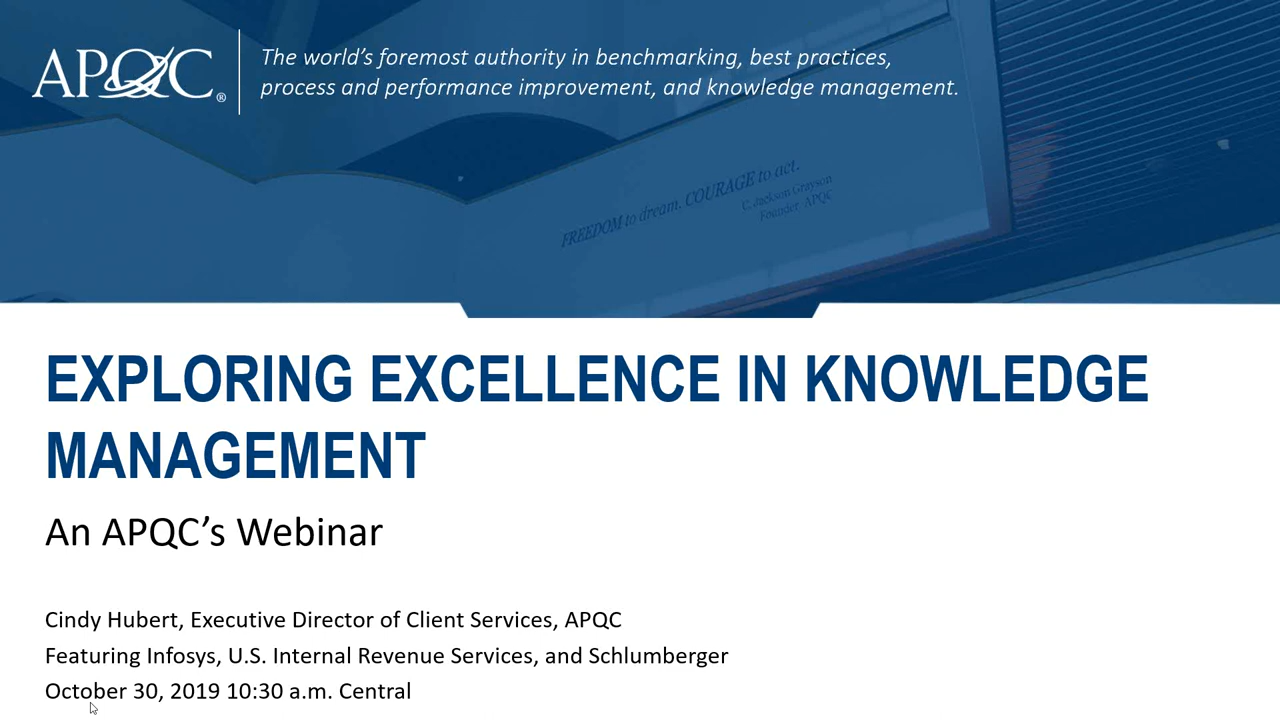 APQC®
The world's foremost authority in benchmarking, best practices,
process and performance improvement, and knowledge management.
FREEDOM to dream. COURAGE to act.
C. Jackson Grayson
Founder, APQC
EXPLORING EXCELLENCE IN KNOWLEDGE
MANAGEMENT
An APQC's Webinar
Cindy Hubert, Executive Director of Client Services, APQC
Featuring Infosys, U.S. Internal Revenue Services, and Schlumberger
October 30, 2019 10:30 a.m. Central